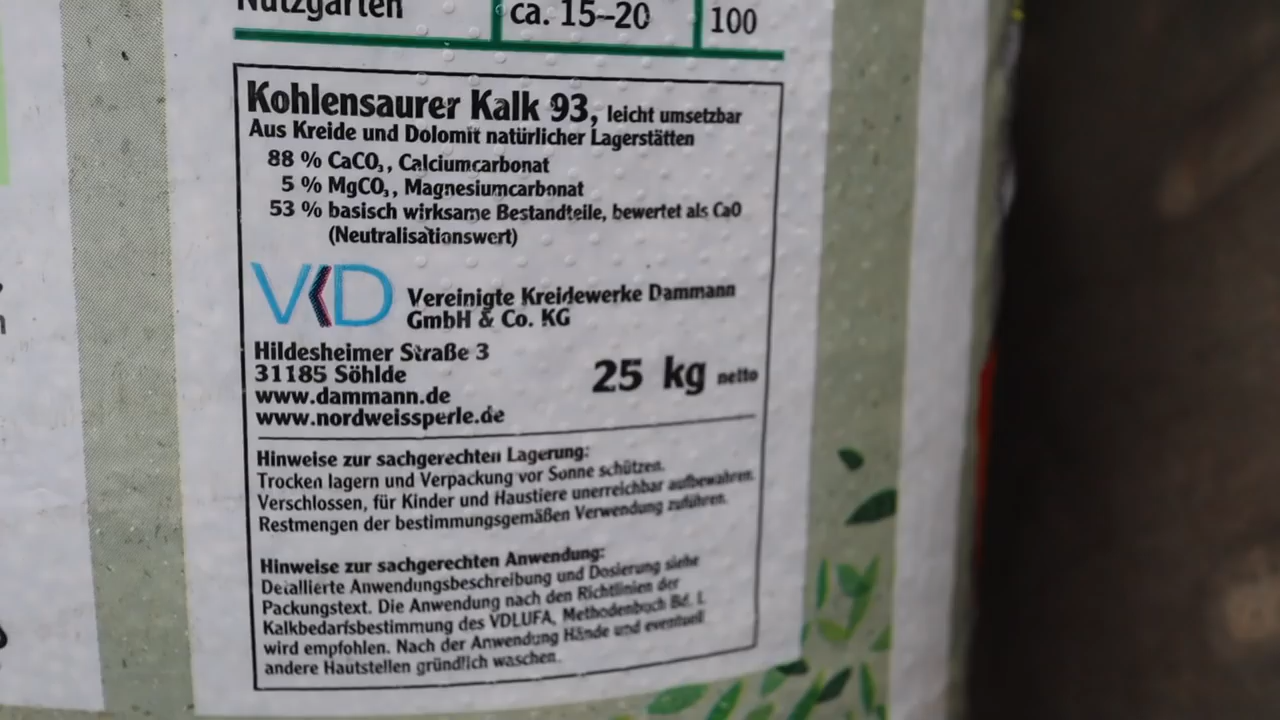 Nutzgarten ca. 15–20 100
Kohlensaurer Kalk 93, leicht umsetzbar
Aus Kreide und Dolomit natürlicher Lagerstätten
88 % CaCO₃, Calciumcarbonat
5 % MgCO₃, Magnesiumcarbonat
53 % basisch wirksame Bestandteile, bewertet als CaO
(Neutralisationswert)
VKD
Vereinigte Kreidewerke Dammann
GmbH & Co. KG
Hildesheimer Straße 3
31185 Söhlde
25 kg netto
www.dammann.de
www.nordweissperle.de
Hinweise zur sachgerechten Lagerung:
Trocken lagern und Verpackung vor Sonne schützen.
Verschlossen, für Kinder und Haustiere unerreichbar aufbewahren.
Restmengen der bestimmungsgemäßen Verwendung zuführen.
Hinweise zur sachgerechten Anwendung:
Detaillierte Anwendungsbeschreibung und Dosierung siehe
Packungstext. Die Anwendung nach den Richtlinien der
Kalkbedarfsbestimmung des VDLUFA, Methodenbuch Bd. I.
wird empfohlen. Nach der Anwendung Hände und eventuell
andere Hautstellen gründlich waschen.